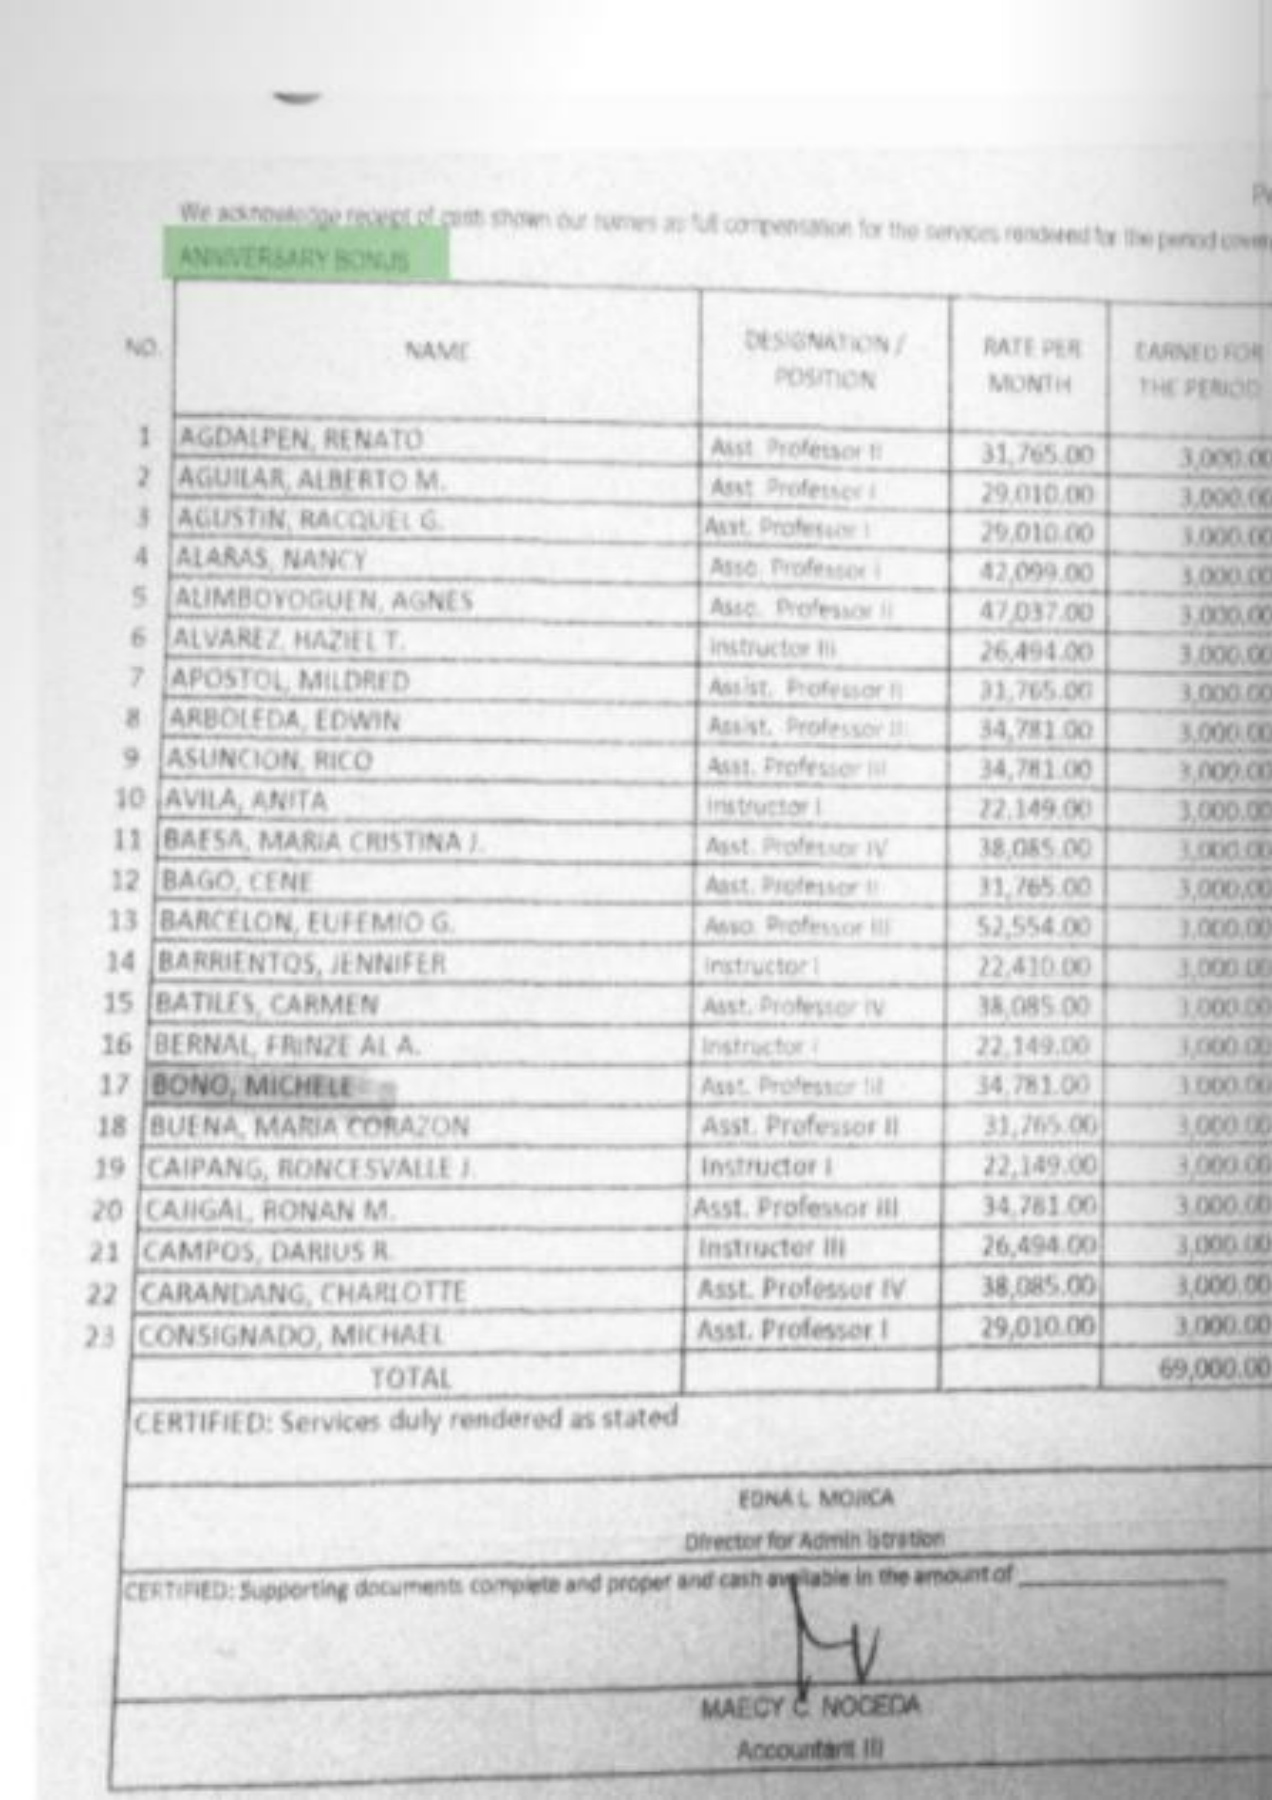 We acknowledge receipt of cash shown our names as full compensation for the services rendered for the period
ANNIVERSARY BONUS
NO. NAME DESIGNATION / POSITION RATE PER MONTH EARNED FOR THE PERIOD
1 AGDALPEN, RENATO Asst. Professor II 31,765.00 3,000.00
2 AGUILAR, ALBERTO M. Asst. Professor I 29,010.00 3,000.00
3 AGUSTIN, RACQUEL G. Asst. Professor I 29,010.00 3,000.00
4 ALARAS, NANCY Asso. Professor I 42,099.00 3,000.00
5 ALIMBOYOGUEN, AGNES Asso. Professor II 47,037.00 3,000.00
6 ALVAREZ, HAZIEL T. Instructor III 26,494.00 3,000.00
7 APOSTOL, MILDRED Assist. Professor II 31,765.00 3,000.00
8 ARBOLEDA, EDWIN Assist. Professor 34,781.00 3,000.00
9 ASUNCION, RICO Asst. Professor III 34,781.00 3,000.00
10 AVILA, ANITA Instructor I 22,149.00 3,000.00
11 BAESA, MARIA CRISTINA J. Asst. Professor IV 38,085.00 3,000.00
12 BAGO, CENE Asst. Professor II 31,765.00 3,000.00
13 BARCELON, EUFEMIO G. Asso. Professor III 52,554.00 3,000.00
14 BARRIENTOS, JENNIFER Instructor I 22,410.00 3,000.00
15 BATILES, CARMEN Asst. Professor IV 38,085.00 3,000.00
16 BERNAL, FRINZE AL A. Instructor I 22,149.00 3,000.00
17 BONO, MICHELE Asst. Professor III 34,781.00 3,000.00
18 BUENA, MARIA CORAZON Asst. Professor II 31,765.00 3,000.00
19 CAIPANG, RONCESVALLE J. Instructor I 22,149.00 3,000.00
20 CAJIGAL, RONAN M. Asst. Professor III 34,781.00 3,000.00
21 CAMPOS, DARIUS R. Instructor III 26,494.00 3,000.00
22 CARANDANG, CHARLOTTE Asst. Professor IV 38,085.00 3,000.00
23 CONSIGNADO, MICHAEL Asst. Professor I 29,010.00 3,000.00
TOTAL 69,000.00
CERTIFIED: Services duly rendered as stated
EDNA L. MOJICA
Director for Admin istration
CERTIFIED: Supporting documents complete and proper and cash available in the amount of
MAECY C. NOCEDA
Accountant III